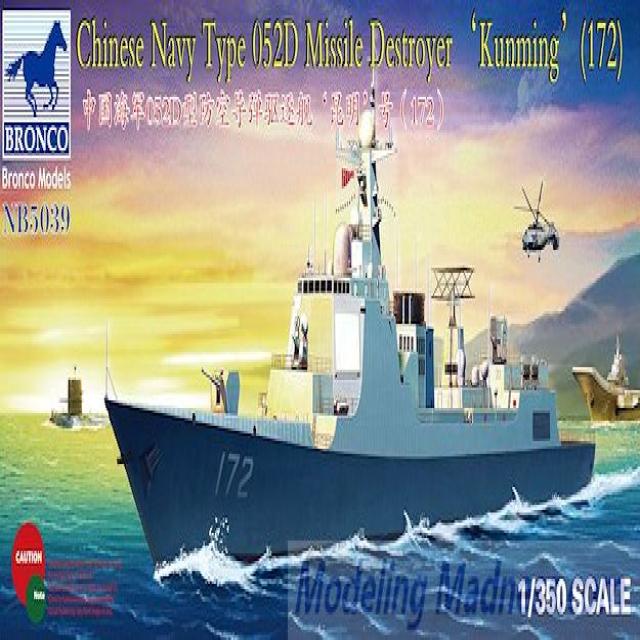 Chinese Navy Type 052D Missile Destroyer ‘Kunming’ (172)
中国海军052D型防空导弹驱逐舰‘昆明’号（172）
BRONCO
Bronco Models
NB5039
172
CAUTION
Note
Modeling Madn
1/350 SCALE